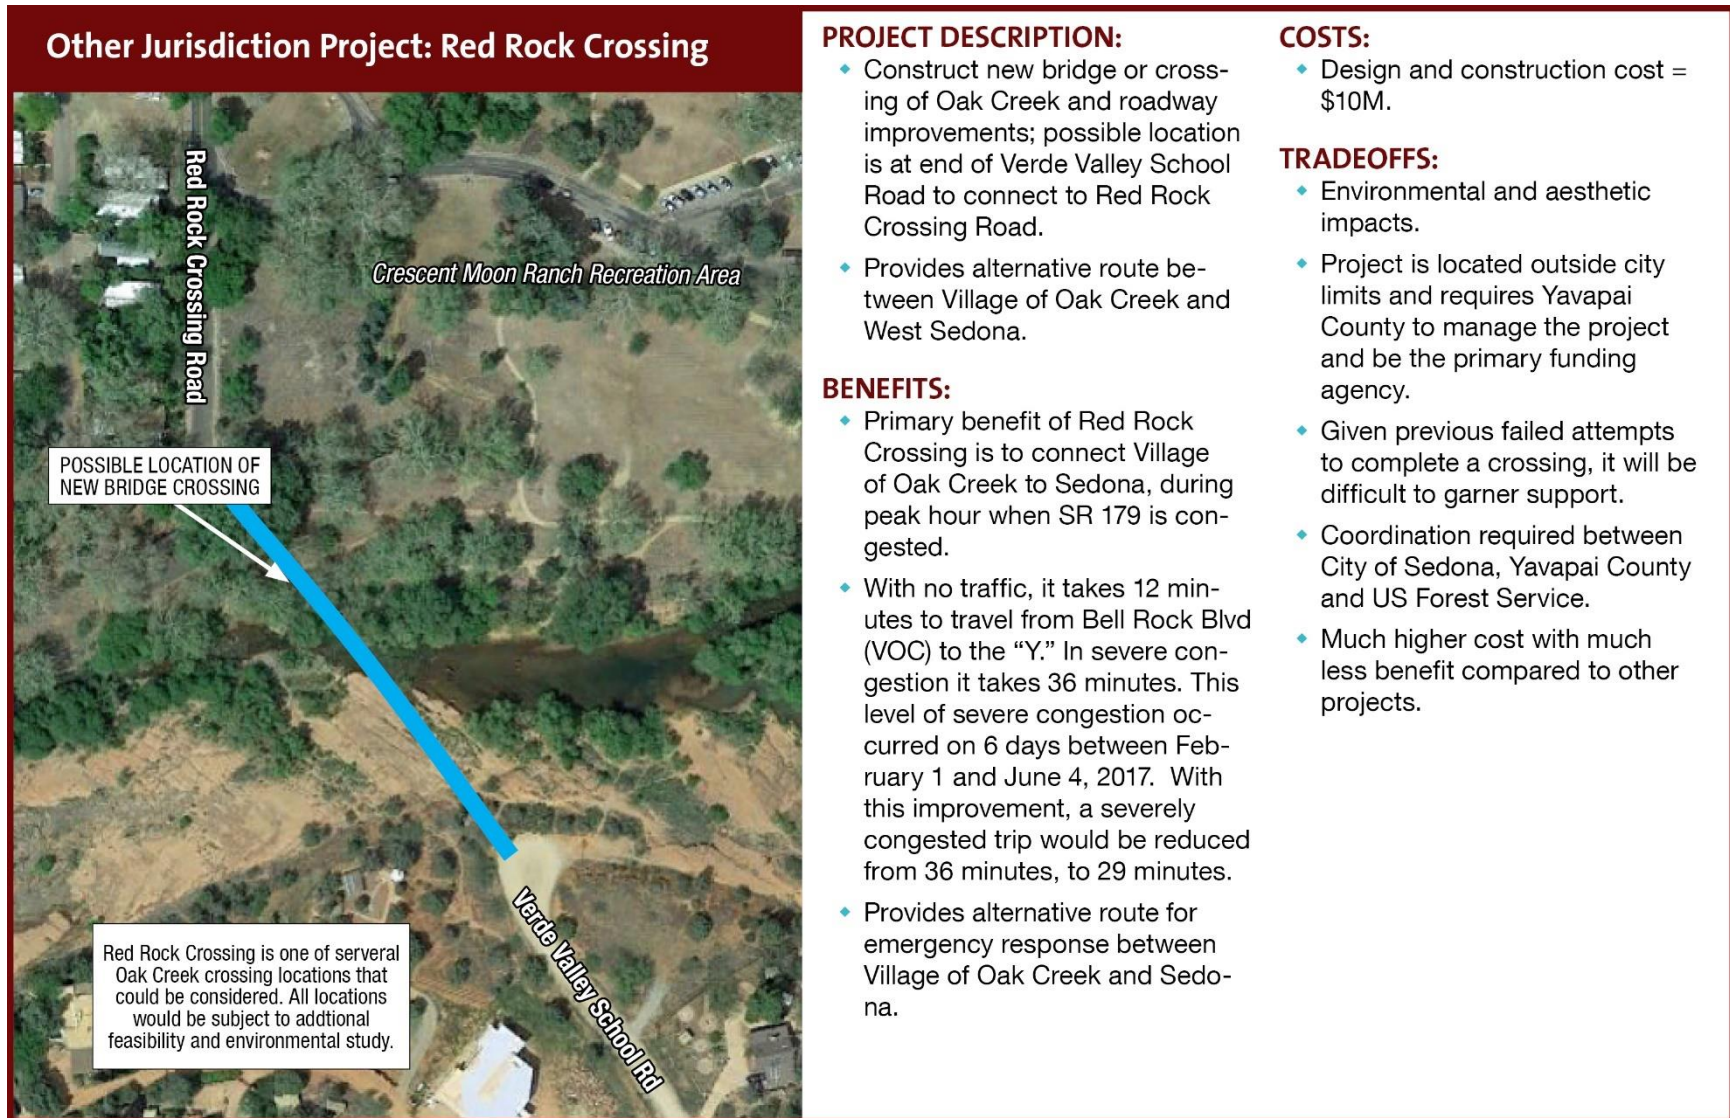 Other Jurisdiction Project: Red Rock Crossing
Red Rock Crossing Road
Crescent Moon Ranch Recreation Area
POSSIBLE LOCATION OF
NEW BRIDGE CROSSING
Verde Valley School Rd
Red Rock Crossing is one of serveral
Oak Creek crossing locations that
could be considered. All locations
would be subject to addtional
feasibility and environmental study.
PROJECT DESCRIPTION:
Construct new bridge or cross-
ing of Oak Creek and roadway
improvements; possible location
is at end of Verde Valley School
Road to connect to Red Rock
Crossing Road.
Provides alternative route be-
tween Village of Oak Creek and
West Sedona.
BENEFITS:
Primary benefit of Red Rock
Crossing is to connect Village
of Oak Creek to Sedona, during
peak hour when SR 179 is con-
gested.
With no traffic, it takes 12 min-
utes to travel from Bell Rock Blvd
(VOC) to the “Y.” In severe con-
gestion it takes 36 minutes. This
level of severe congestion oc-
curred on 6 days between Feb-
ruary 1 and June 4, 2017.  With
this improvement, a severely
congested trip would be reduced
from 36 minutes, to 29 minutes.
Provides alternative route for
emergency response between
Village of Oak Creek and Sedo-
na.
COSTS:
Design and construction cost =
$10M.
TRADEOFFS:
Environmental and aesthetic
impacts.
Project is located outside city
limits and requires Yavapai
County to manage the project
and be the primary funding
agency.
Given previous failed attempts
to complete a crossing, it will be
difficult to garner support.
Coordination required between
City of Sedona, Yavapai County
and US Forest Service.
Much higher cost with much
less benefit compared to other
projects.